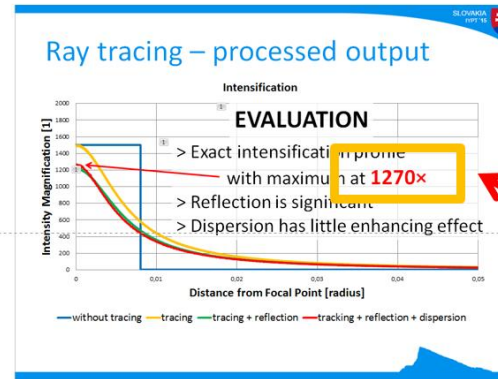 SLOVAKIA
IYPT '15
Ray tracing – processed output
Intensification
EVALUATION
> Exact intensification profile
with maximum at 1270×
> Reflection is significant
> Dispersion has little enhancing effect
Intensity Magnification [1]
2000
1800
1600
1400
1200
1000
800
600
400
200
0
0
0,01
0,02
0,03
0,04
0,05
Distance from Focal Point [radius]
without tracing
tracing
tracing + reflection
tracking + reflection + dispersion
1
1
1